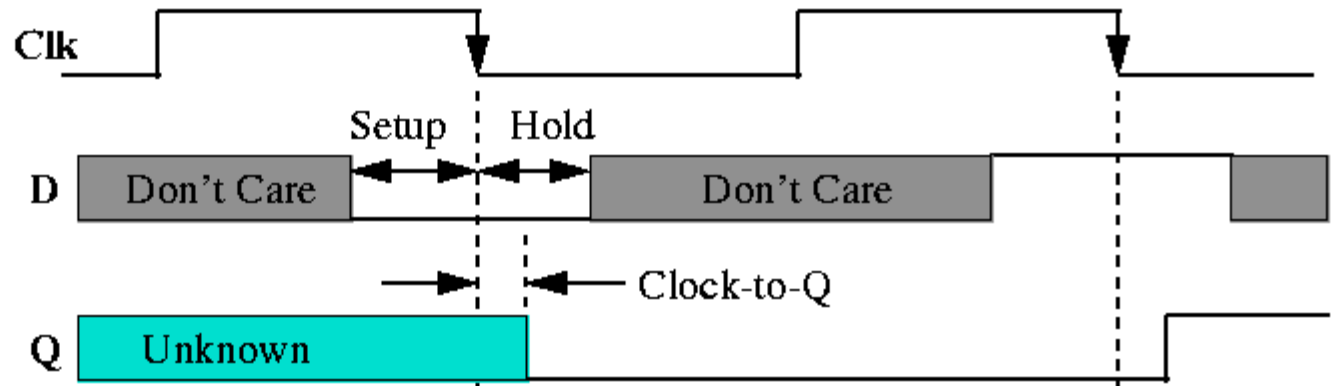 Clk
Setup Hold
D Don't Care Don't Care
Clock-to-Q
Q Unknown